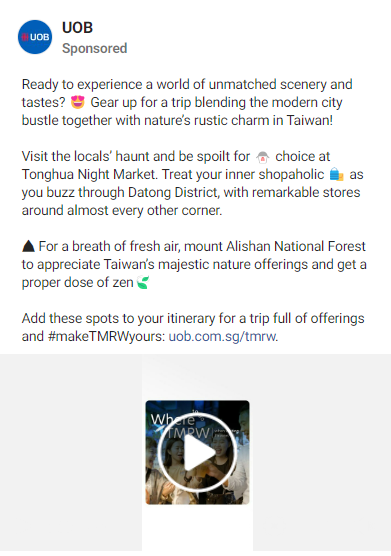 UOB
UOB
Sponsored
Ready to experience a world of unmatched scenery and
tastes? 😍 Gear up for a trip blending the modern city
bustle together with nature's rustic charm in Taiwan!
Visit the locals' haunt and be spoilt for choice at
Tonghua Night Market. Treat your inner shopaholic 🛍️ as
you buzz through Datong District, with remarkable stores
around almost every other corner.
For a breath of fresh air, mount Alishan National Forest
to appreciate Taiwan's majestic nature offerings and get a
proper dose of zen🍃
Add these spots to your itinerary for a trip full of offerings
and #makeTMRWyours: uob.com.sg/tmrw.
to
Where
TMRW